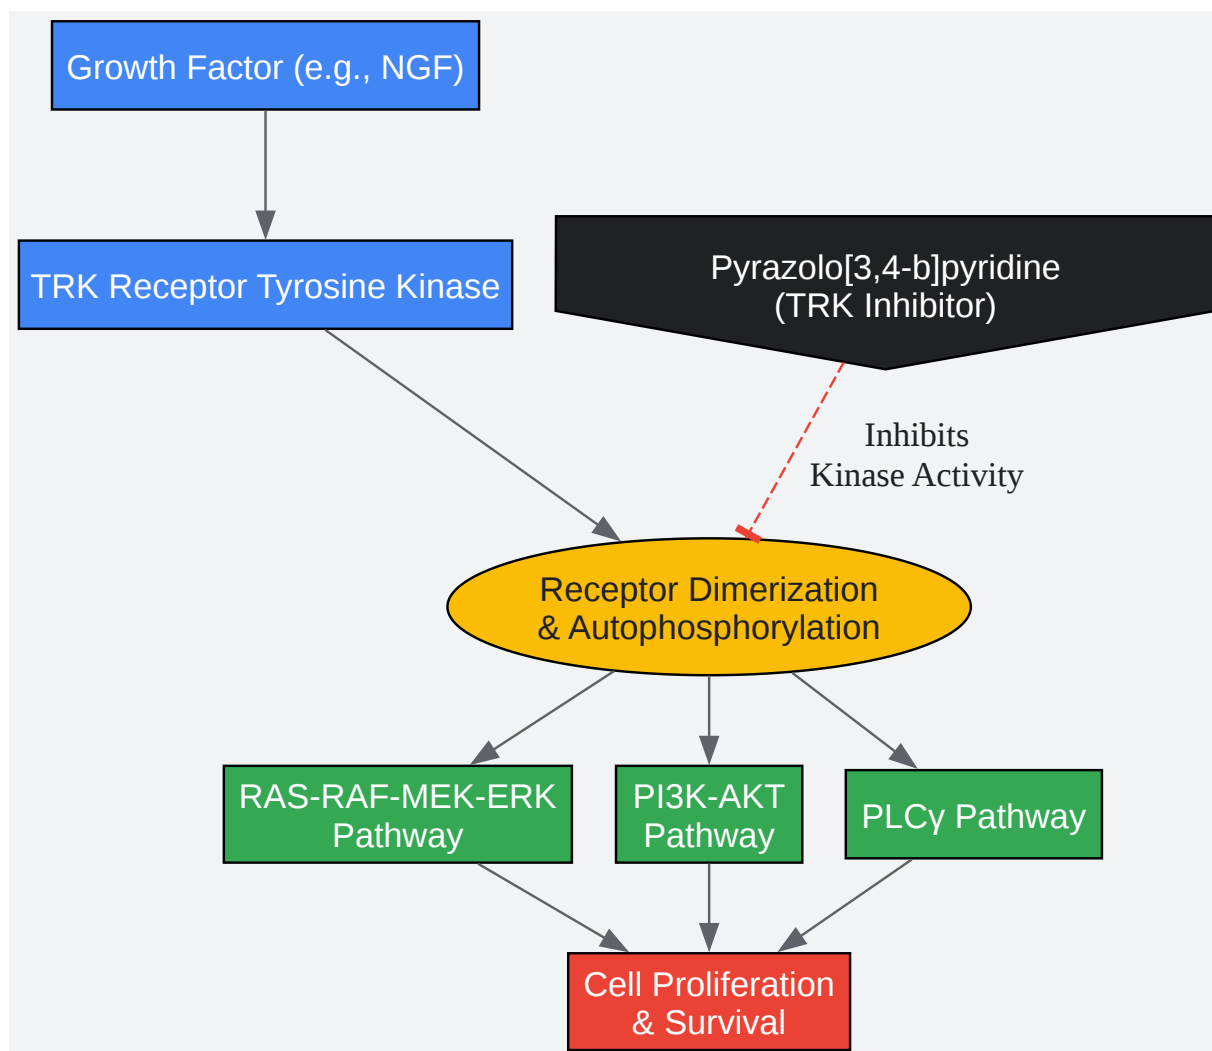 Growth Factor (e.g., NGF)
TRK Receptor Tyrosine Kinase
Pyrazolo[3,4-b]pyridine
(TRK Inhibitor)
Inhibits
Kinase Activity
Receptor Dimerization
& Autophosphorylation
RAS-RAF-MEK-ERK
Pathway
PI3K-AKT
Pathway
PLCγ Pathway
Cell Proliferation
& Survival